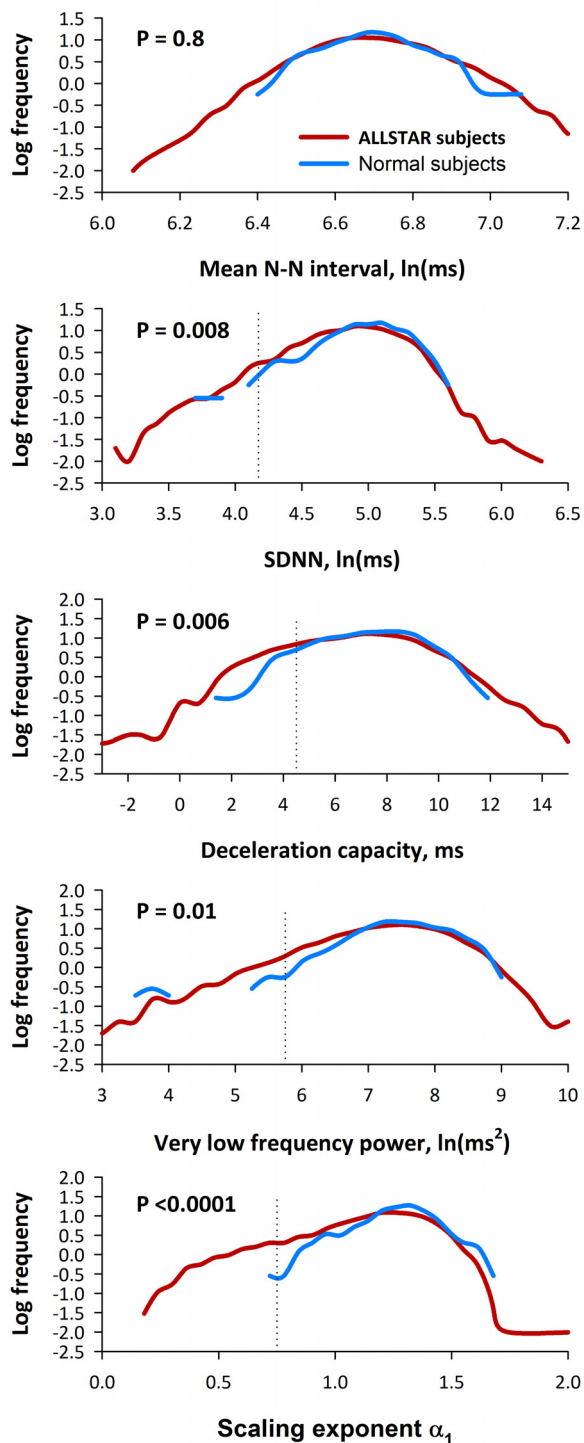 1.5
P = 0.8
1.0
0.5
0.0
-0.5
ALLSTAR subjects
-1.0
Normal subjects
-1.5
-2.0
-2.5
Log frequency
6.0 6.2 6.4 6.6 6.8 7.0 7.2
Mean N-N interval, ln(ms)
1.5
P = 0.008
1.0
0.5
0.0
-0.5
-1.0
-1.5
-2.0
-2.5
Log frequency
3.0 3.5 4.0 4.5 5.0 5.5 6.0 6.5
SDNN, ln(ms)
2.0
P = 0.006
1.5
1.0
0.5
0.0
-0.5
-1.0
-1.5
-2.0
-2.5
Log frequency
-2 0 2 4 6 8 10 12 14
Deceleration capacity, ms
2.0
1.5
P = 0.01
1.0
0.5
0.0
-0.5
-1.0
-1.5
-2.0
-2.5
Log frequency
3 4 5 6 7 8 9 10
Very low frequency power, ln(ms²)
2.0
1.5
P <0.0001
1.0
0.5
0.0
-0.5
-1.0
-1.5
-2.0
-2.5
Log frequency
0.0 0.5 1.0 1.5 2.0
Scaling exponent α₁